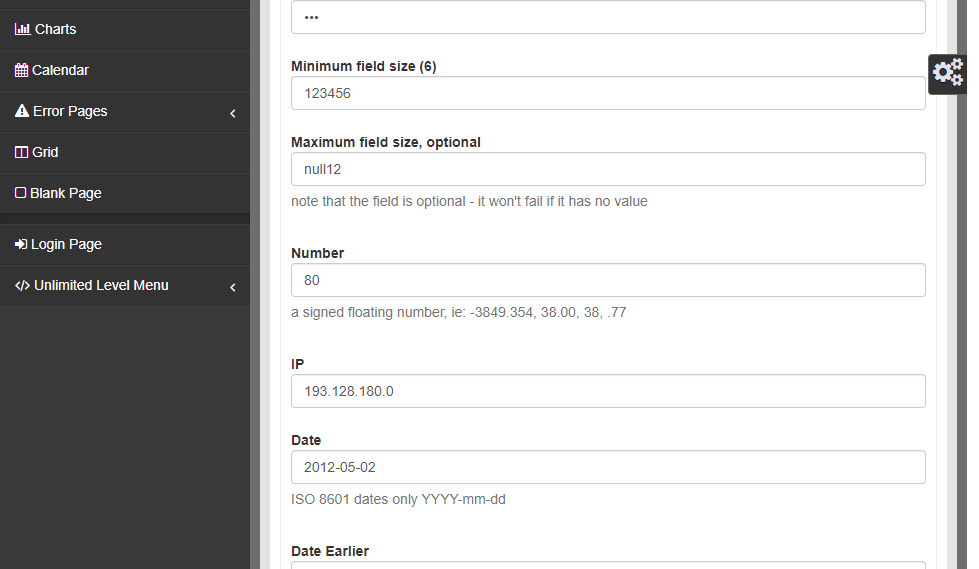 Charts
Calendar
Error Pages
Grid
Blank Page
Login Page
Unlimited Level Menu
•••
Minimum field size (6)
123456
Maximum field size, optional
null12
note that the field is optional - it won't fail if it has no value
Number
80
a signed floating number, ie: -3849.354, 38.00, 38, .77
IP
193.128.180.0
Date
2012-05-02
ISO 8601 dates only YYYY-mm-dd
Date Earlier